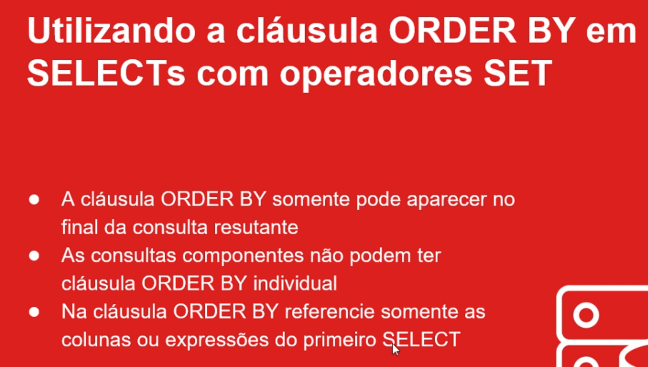 Utilizando a cláusula ORDER BY em
SELECTs com operadores SET
● A cláusula ORDER BY somente pode aparecer no
final da consulta resutante
● As consultas componentes não podem ter
cláusula ORDER BY individual
● Na cláusula ORDER BY referencie somente as
colunas ou expressões do primeiro SELECT